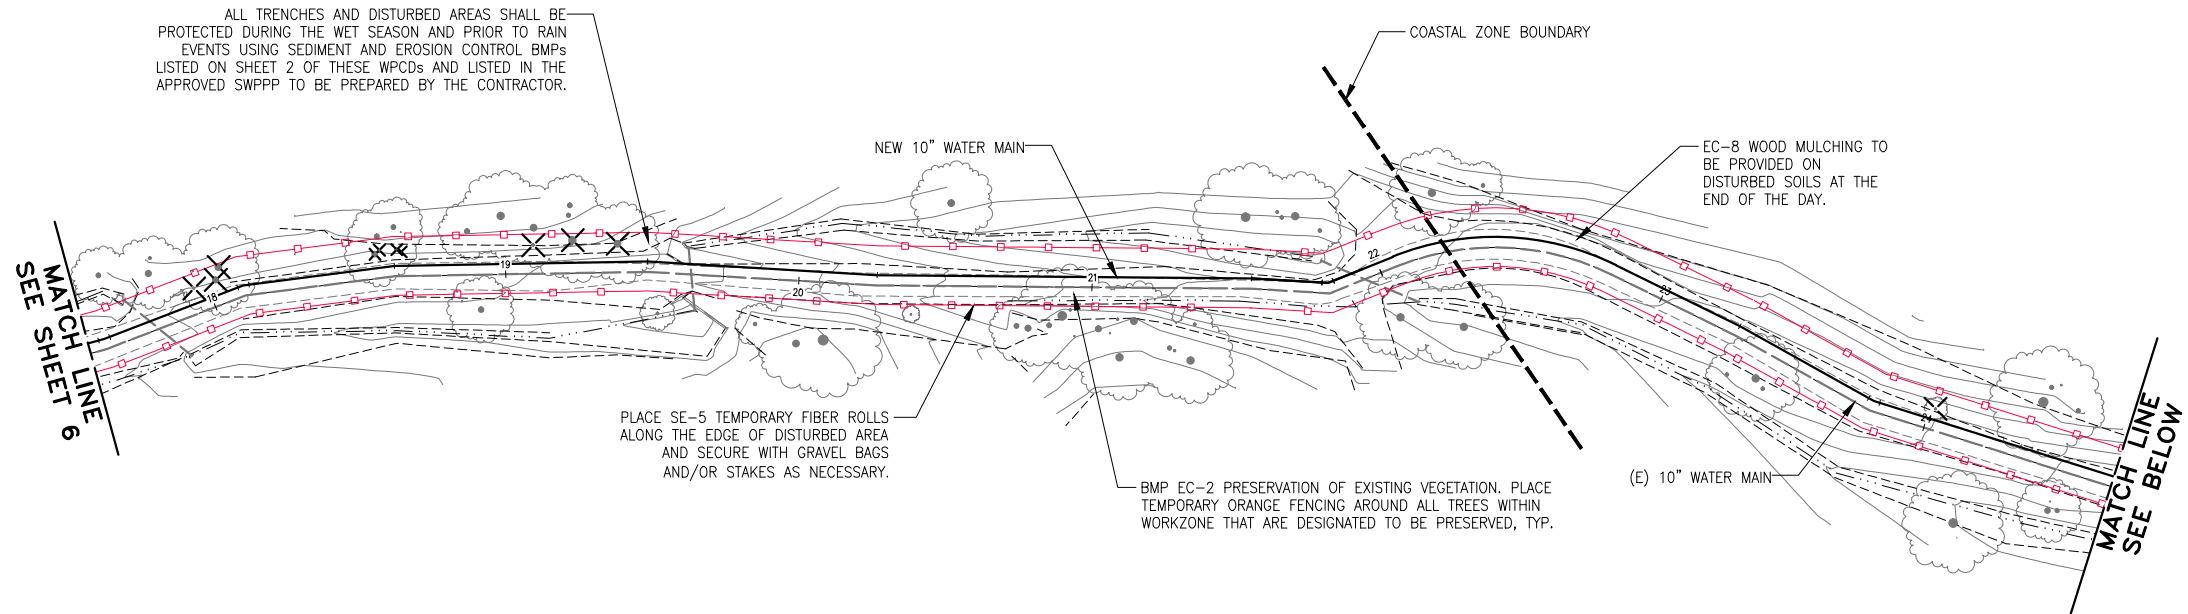 ALL TRENCHES AND DISTURBED AREAS SHALL BE
PROTECTED DURING THE WET SEASON AND PRIOR TO RAIN
EVENTS USING SEDIMENT AND EROSION CONTROL BMPs
LISTED ON SHEET 2 OF THESE WPCDs AND LISTED IN THE
APPROVED SWPPP TO BE PREPARED BY THE CONTRACTOR.
COASTAL ZONE BOUNDARY
NEW 10" WATER MAIN
EC-8 WOOD MULCHING TO
BE PROVIDED ON
DISTURBED SOILS AT THE
END OF THE DAY.
MATCH LINE
SEE SHEET 6
18
19
20
21
22
23
24
PLACE SE-5 TEMPORARY FIBER ROLLS
ALONG THE EDGE OF DISTURBED AREA
AND SECURE WITH GRAVEL BAGS
AND/OR STAKES AS NECESSARY.
BMP EC-2 PRESERVATION OF EXISTING VEGETATION. PLACE
TEMPORARY ORANGE FENCING AROUND ALL TREES WITHIN
WORKZONE THAT ARE DESIGNATED TO BE PRESERVED, TYP.
(E) 10" WATER MAIN
MATCH LINE
SEE BELOW